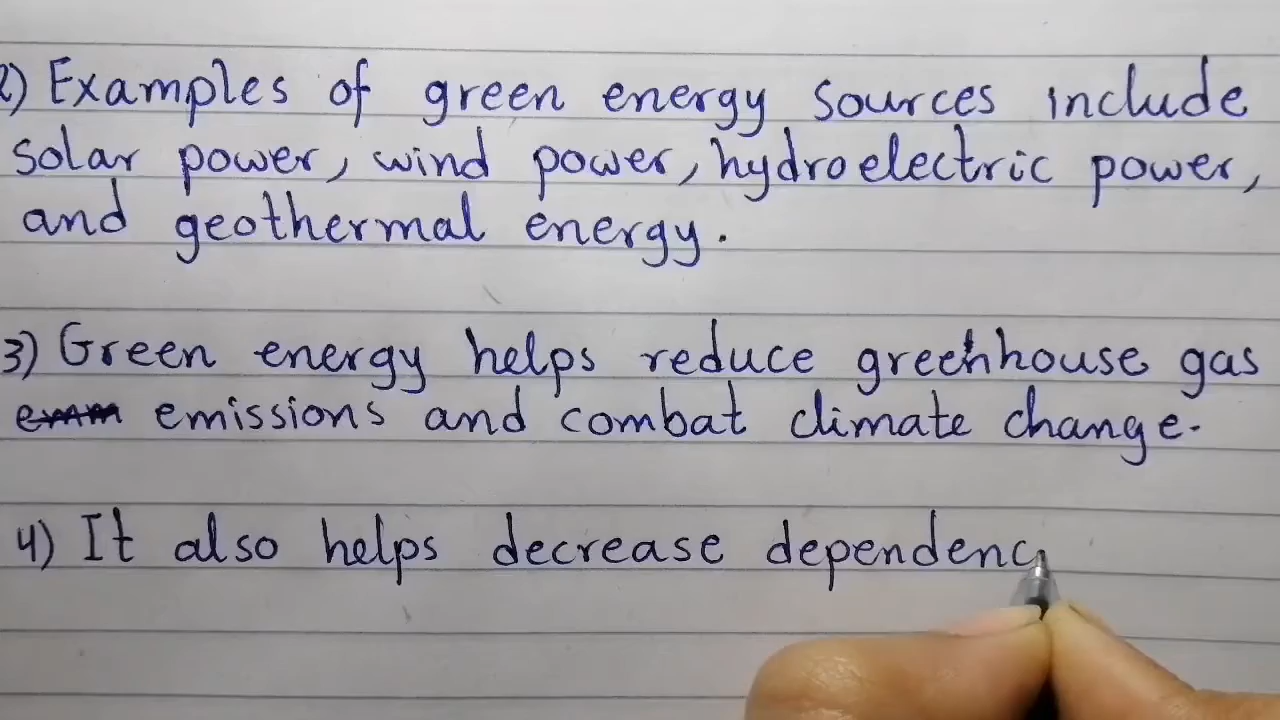 2) Examples of green energy sources include
solar power, wind power, hydroelectric power,
and geothermal energy.
3) Green energy helps reduce greenhouse gas
emissions and combat climate change.
4) It also helps decrease dependenc